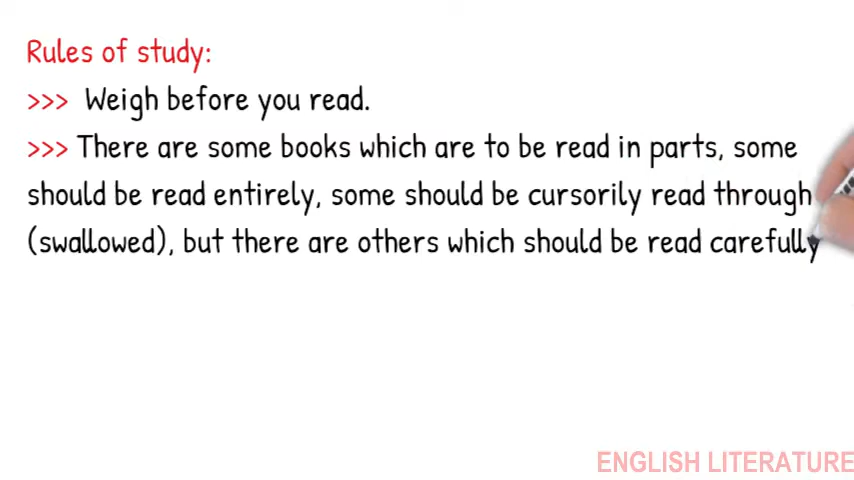 Rules of study:
>>> Weigh before you read.
>>> There are some books which are to be read in parts, some
should be read entirely, some should be cursorily read through
(swallowed), but there are others which should be read carefully
ENGLISH LITERATURE